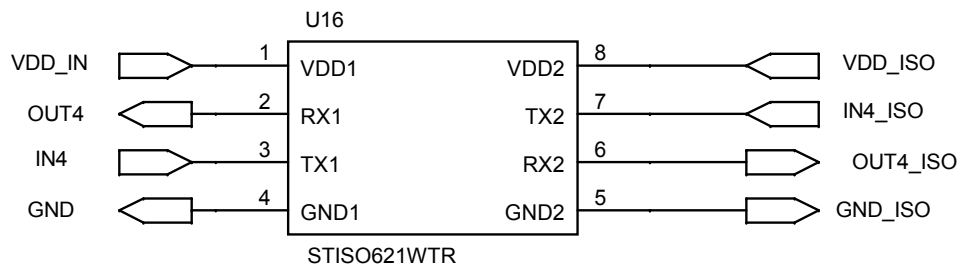 U16
VDD_IN 1 VDD1 VDD2 8 VDD_ISO
OUT4 2 RX1 TX2 7 IN4_ISO
IN4 3 TX1 RX2 6 OUT4_ISO
GND 4 GND1 GND2 5 GND_ISO
STISO621WTR